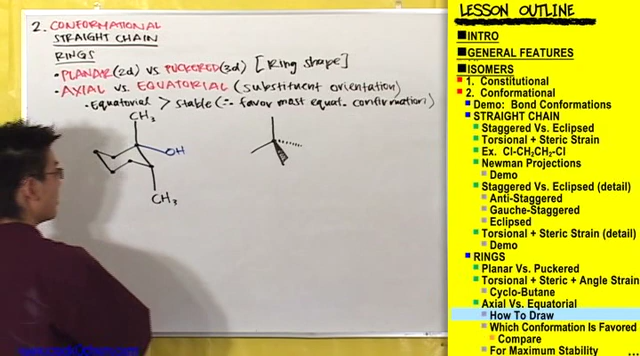 2. CONFORMATIONAL
STRAIGHT CHAIN
RINGS
• PLANAR (2d) vs PUCKERED (3d) [Ring shape]
• AXIAL vs. EQUATORIAL (substituent orientation)
• Equatorial > stable (∴ favor most equat. confirmation)
CH3
OH
CH3
LESSON OUTLINE
INTRO
GENERAL FEATURES
ISOMERS
1. Constitutional
2. Conformational
Demo: Bond Conformations
STRAIGHT CHAIN
Staggered Vs. Eclipsed
Torsional + Steric Strain
Ex. Cl-CH2CH2-Cl
Newman Projections
Demo
Staggered Vs. Eclipsed (detail)
Anti-Staggered
Gauche-Staggered
Eclipsed
Torsional + Steric Strain (detail)
Demo
RINGS
Planar Vs. Puckered
Torsional + Steric + Angle Strain
Cyclo-Butane
Axial Vs. Equatorial
How To Draw
Which Conformation Is Favored
Compare
For Maximum Stability
...